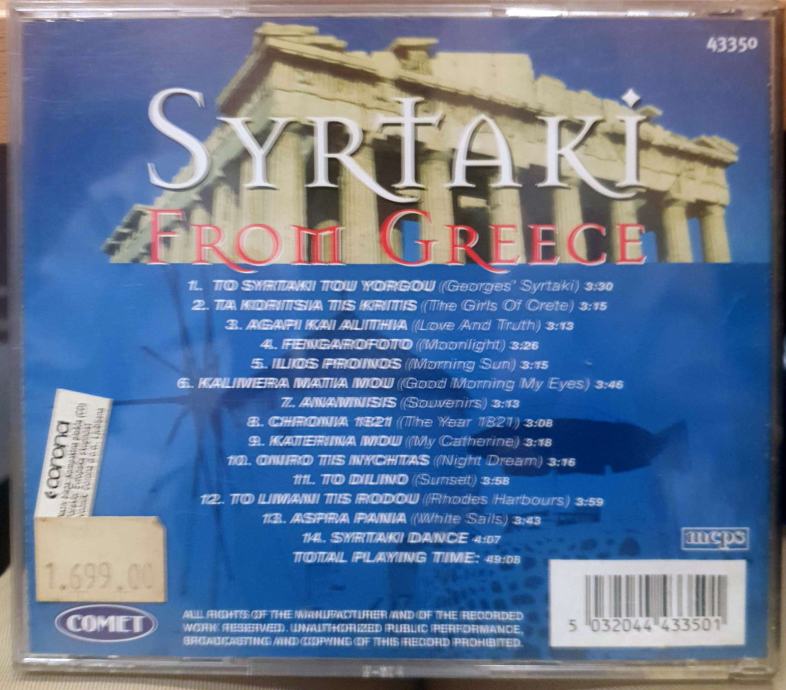 43350
SYRTAKI
FROM GREECE
1. TO SYRTAKI TOU YORGOU (Georges' Syrtaki) 3:30
2. TA KORITSIA TIS KRITIS (The Girls Of Crete) 3:15
3. AGAPI KAI ALITHIA (Love And Truth) 3:13
4. FENGAROFOTO (Moonlight) 3:26
5. ILIOS PROINOS (Morning Sun) 3:15
6. KALIMERA MATIA MOU (Good Morning My Eyes) 3:46
7. ANAMNISIS (Souvenirs) 3:13
8. CHRONIA 1821 (The Year 1821) 3:08
9. KATERINA MOU (My Catherine) 3:18
10. ONIRO TIS NYCHTAS (Night Dream) 3:16
11. TO DILINO (Sunset) 3:58
12. TO LIMANI TIS RODOU (Rhodes Harbours) 3:59
13. ASPRA PANIA (White Sails) 3:43
14. SYRTAKI DANCE 4:07
TOTAL PLAYING TIME: 49:08
corona
1.699.00
mcps
COMET
ALL RIGHTS OF THE MANUFACTURER AND OF THE RECORDED
WORK RESERVED. UNAUTHORIZED PUBLIC PERFORMANCE,
BROADCASTING AND COPYING OF THIS RECORD PROHIBITED.
5 032044 433501